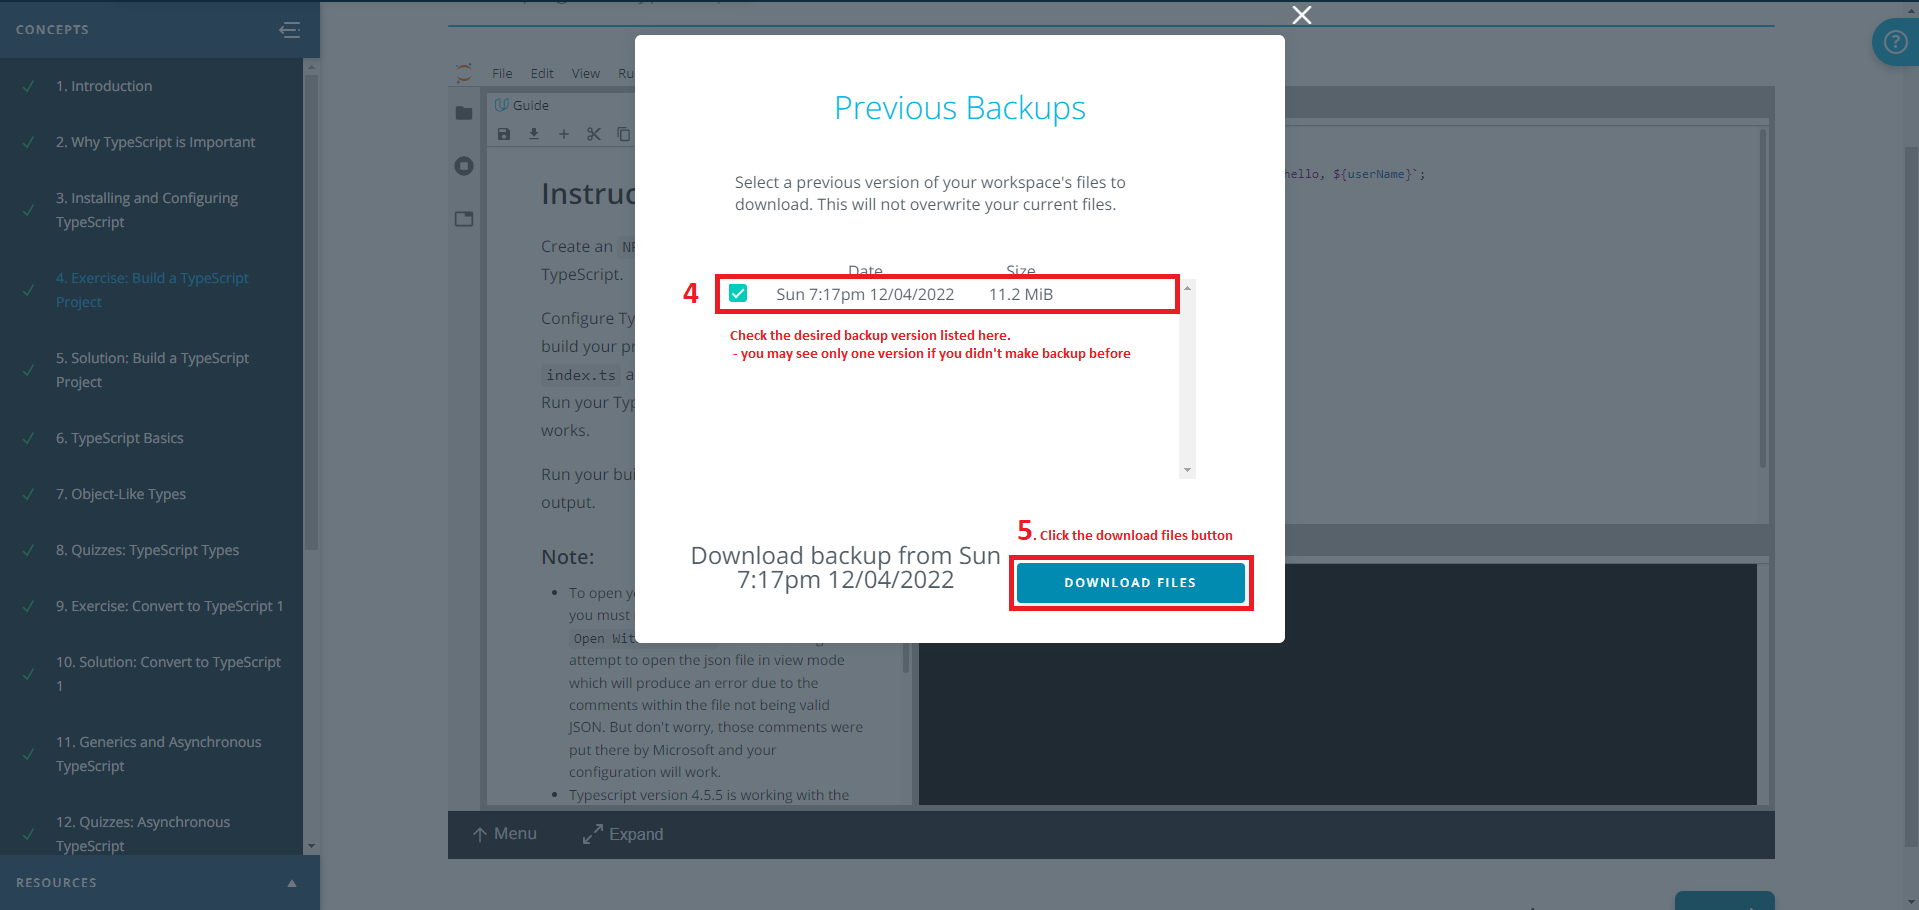 CONCEPTS
1. Introduction
2. Why TypeScript is Important
3. Installing and Configuring
TypeScript
4. Exercise: Build a TypeScript
Project
5. Solution: Build a TypeScript
Project
6. TypeScript Basics
7. Object-Like Types
8. Quizzes: TypeScript Types
9. Exercise: Convert to TypeScript 1
10. Solution: Convert to TypeScript
1
11. Generics and Asynchronous
TypeScript
12. Quizzes: Asynchronous
TypeScript
RESOURCES
File Edit View Ru
Guide
Instruc
Create an NP
TypeScript.
Configure Ty
build your pr
index.ts a
Run your Typ
works.
Run your bui
output.
Note:
• To open yo
you must
Open Wit
attempt to open the json file in view mode
which will produce an error due to the
comments within the file not being valid
JSON. But don't worry, those comments were
put there by Microsoft and your
configuration will work.
• Typescript version 4.5.5 is working with the
hello, ${userName}`;
Previous Backups
Select a previous version of your workspace's files to
download. This will not overwrite your current files.
Date Size
4 Sun 7:17pm 12/04/2022 11.2 MiB
Check the desired backup version listed here.
- you may see only one version if you didn't make backup before
5. Click the download files button
Download backup from Sun
7:17pm 12/04/2022
DOWNLOAD FILES
Menu Expand
?